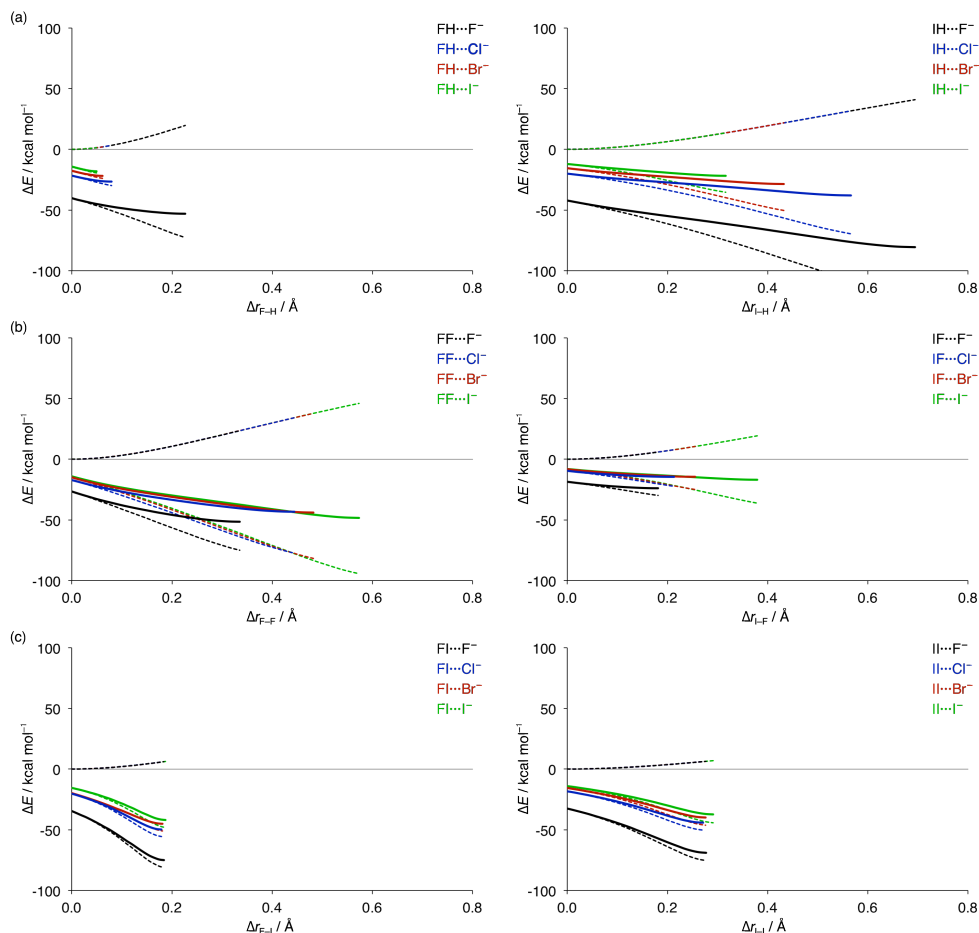 (a)
100
50
0
-50
-100
ΔE / kcal mol⁻¹
0.0 0.2 0.4 0.6 0.8
Δr F–H / Å
FH···F⁻
FH···Cl⁻
FH···Br⁻
FH···I⁻
100
50
0
-50
-100
ΔE / kcal mol⁻¹
0.0 0.2 0.4 0.6 0.8
Δr I–H / Å
IH···F⁻
IH···Cl⁻
IH···Br⁻
IH···I⁻
(b)
100
50
0
-50
-100
ΔE / kcal mol⁻¹
0.0 0.2 0.4 0.6 0.8
Δr F–F / Å
FF···F⁻
FF···Cl⁻
FF···Br⁻
FF···I⁻
100
50
0
-50
-100
ΔE / kcal mol⁻¹
0.0 0.2 0.4 0.6 0.8
Δr I–F / Å
IF···F⁻
IF···Cl⁻
IF···Br⁻
IF···I⁻
(c)
100
50
0
-50
-100
ΔE / kcal mol⁻¹
0.0 0.2 0.4 0.6 0.8
Δr F–I / Å
FI···F⁻
FI···Cl⁻
FI···Br⁻
FI···I⁻
100
50
0
-50
-100
ΔE / kcal mol⁻¹
0.0 0.2 0.4 0.6 0.8
Δr I–I / Å
II···F⁻
II···Cl⁻
II···Br⁻
II···I⁻